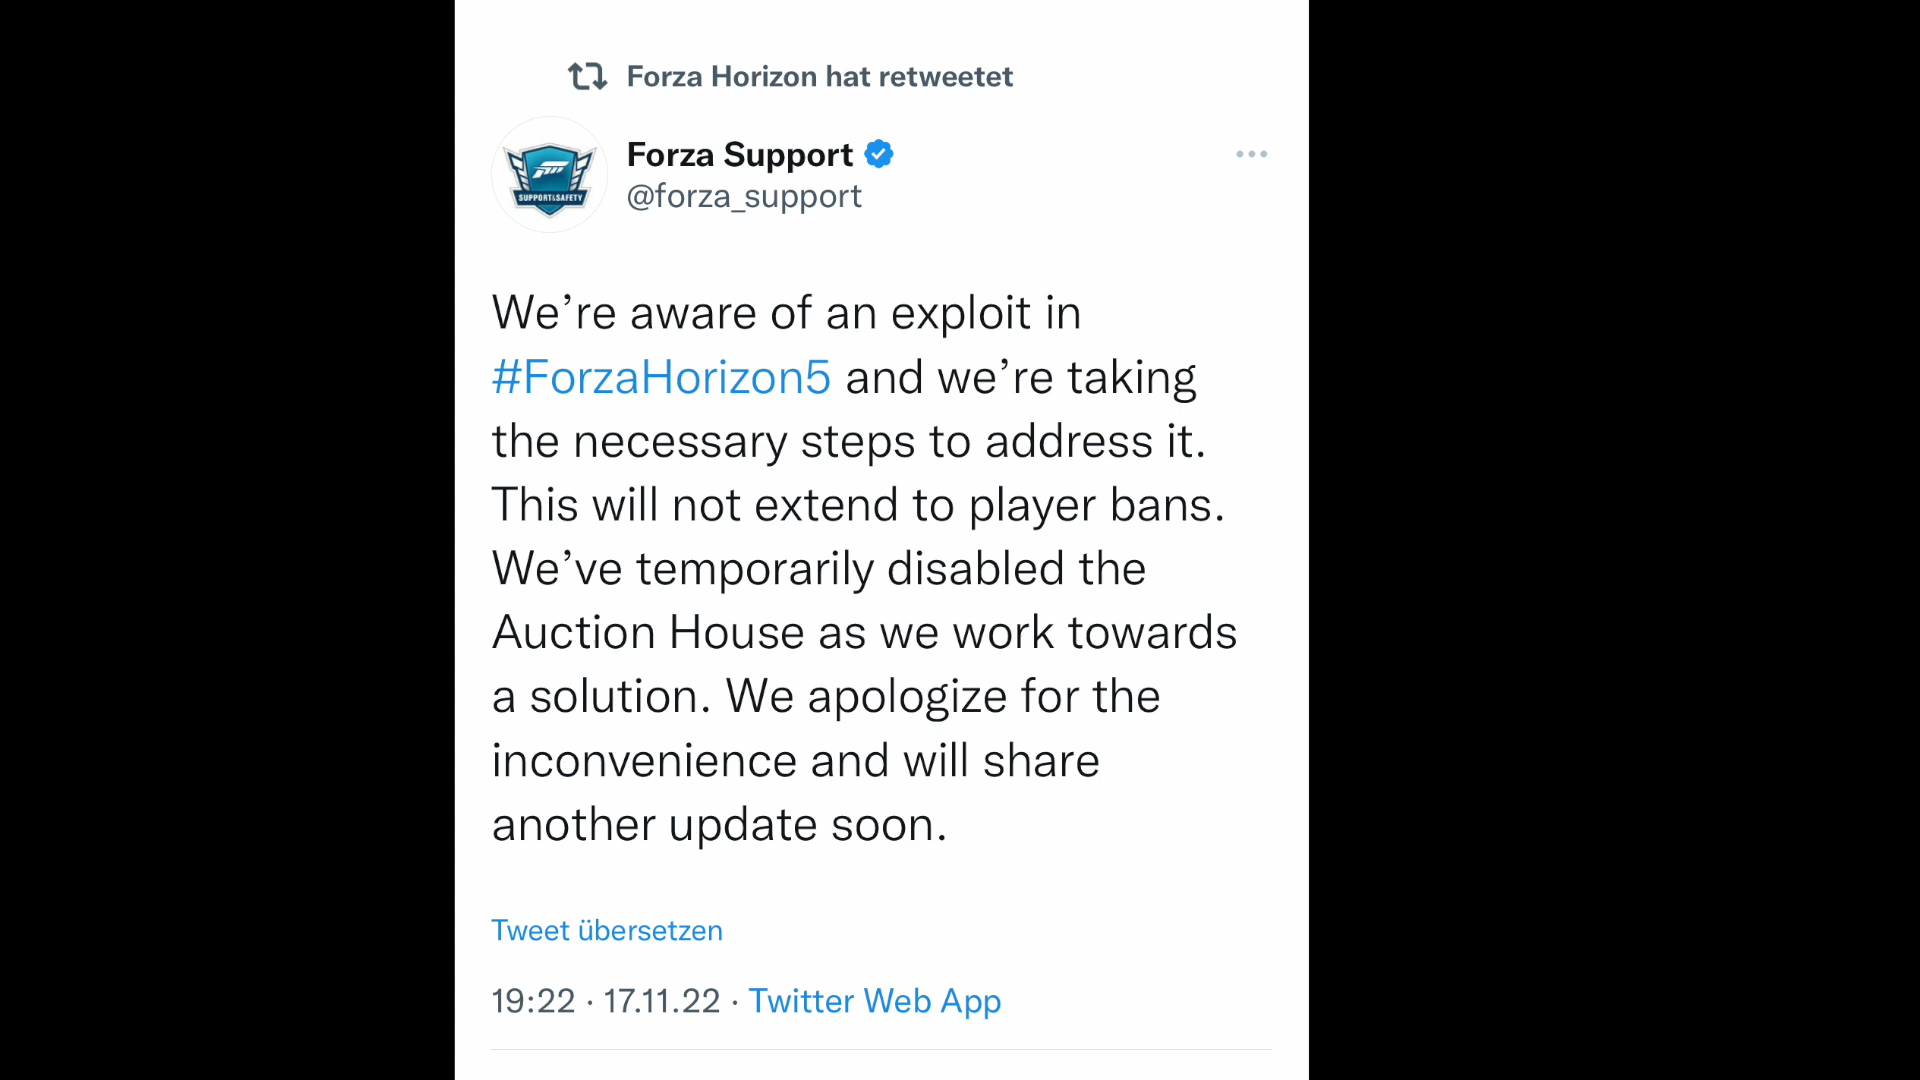 Forza Horizon hat retweetet
Forza Support
@forza_support
SUPPORT&SAFETY
We’re aware of an exploit in
#ForzaHorizon5 and we’re taking
the necessary steps to address it.
This will not extend to player bans.
We’ve temporarily disabled the
Auction House as we work towards
a solution. We apologize for the
inconvenience and will share
another update soon.
Tweet übersetzen
19:22 · 17.11.22 · Twitter Web App